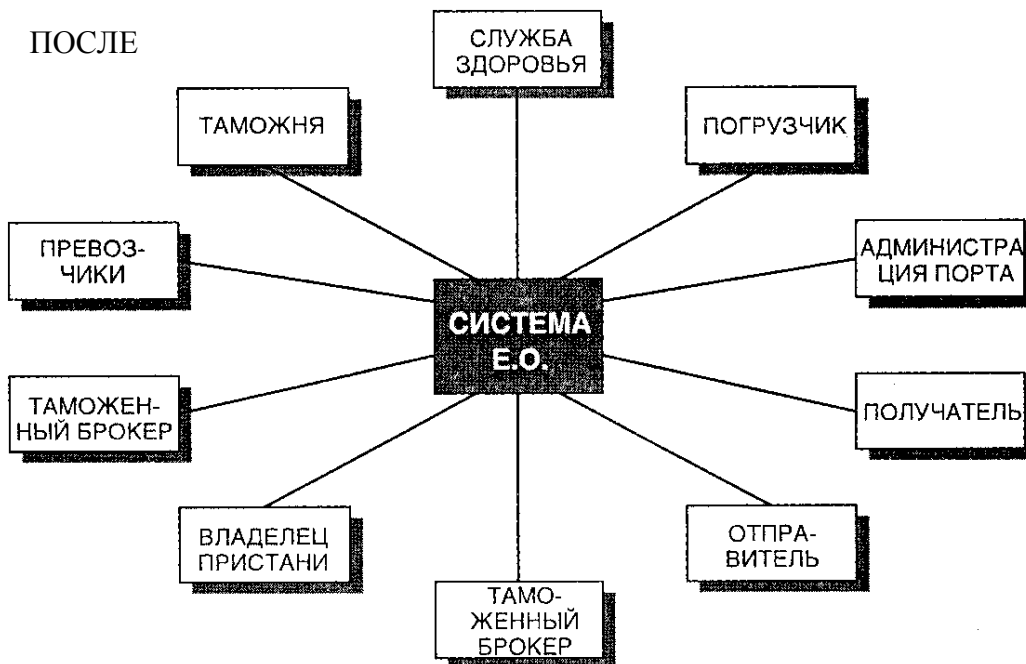 ПОСЛЕ
СЛУЖБА
ЗДОРОВЬЯ
ТАМОЖНЯ
ПОГРУЗЧИК
ПРЕВОЗ-
ЧИКИ
АДМИНИСТРА
ЦИЯ ПОРТА
СИСТЕМА
Е.О.
ТАМОЖЕН-
НЫЙ БРОКЕР
ПОЛУЧАТЕЛЬ
ВЛАДЕЛЕЦ
ПРИСТАНИ
ОТПРА-
ВИТЕЛЬ
ТАМО-
ЖЕННЫЙ
БРОКЕР